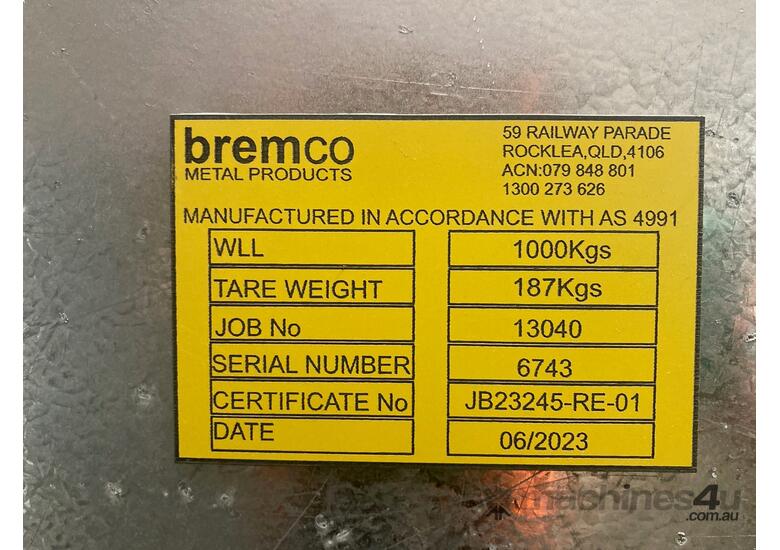 bremco
METAL PRODUCTS
59 RAILWAY PARADE
ROCKLEA,QLD,4106
ACN:079 848 801
1300 273 626
MANUFACTURED IN ACCORDANCE WITH AS 4991
WLL 1000Kgs
TARE WEIGHT 187Kgs
JOB No 13040
SERIAL NUMBER 6743
CERTIFICATE No JB23245-RE-01
DATE 06/2023
machines4u
.com.au